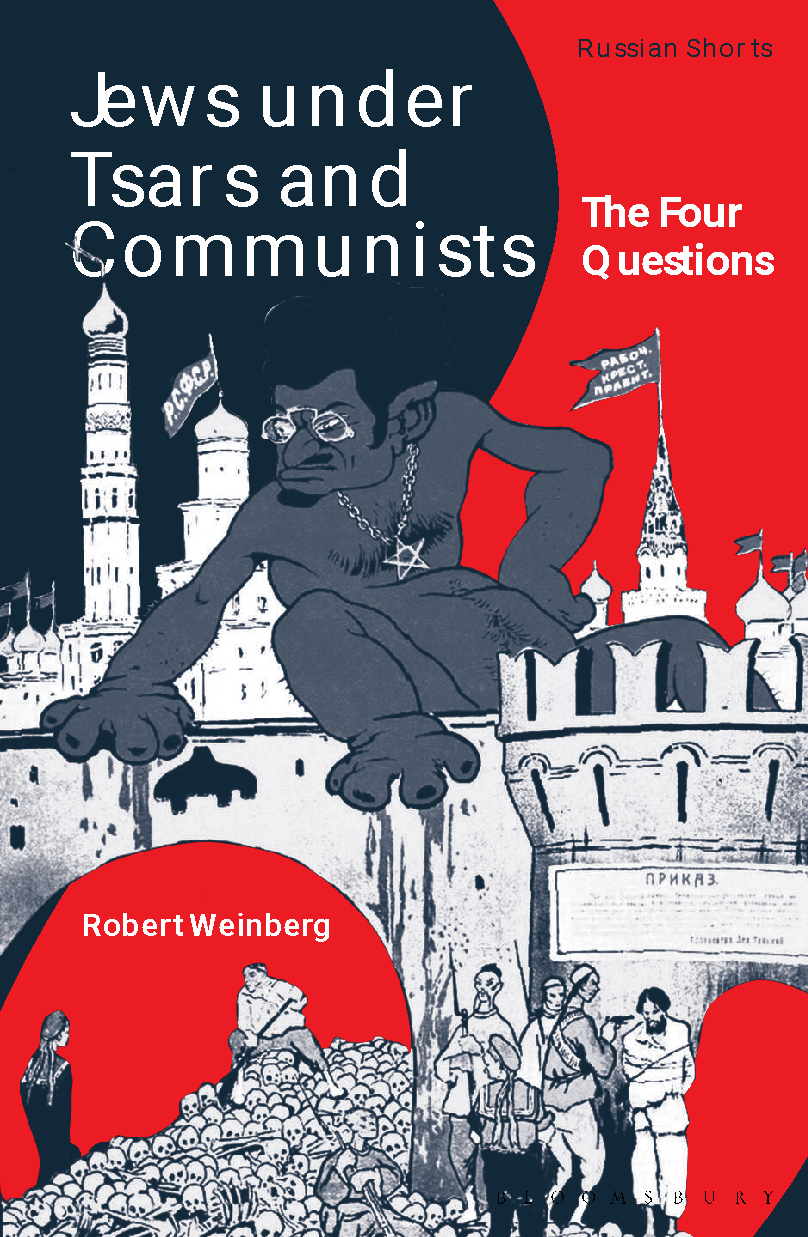 Russian Shorts
Jews under
Tsars and
Communists
The Four
Questions
Р.С.Ф.С.Р.
РАБОЧ.
КРЕСТ.
ПРАВИТ.
ПРИКАЗ.
Robert Weinberg
BLOOMSBURY